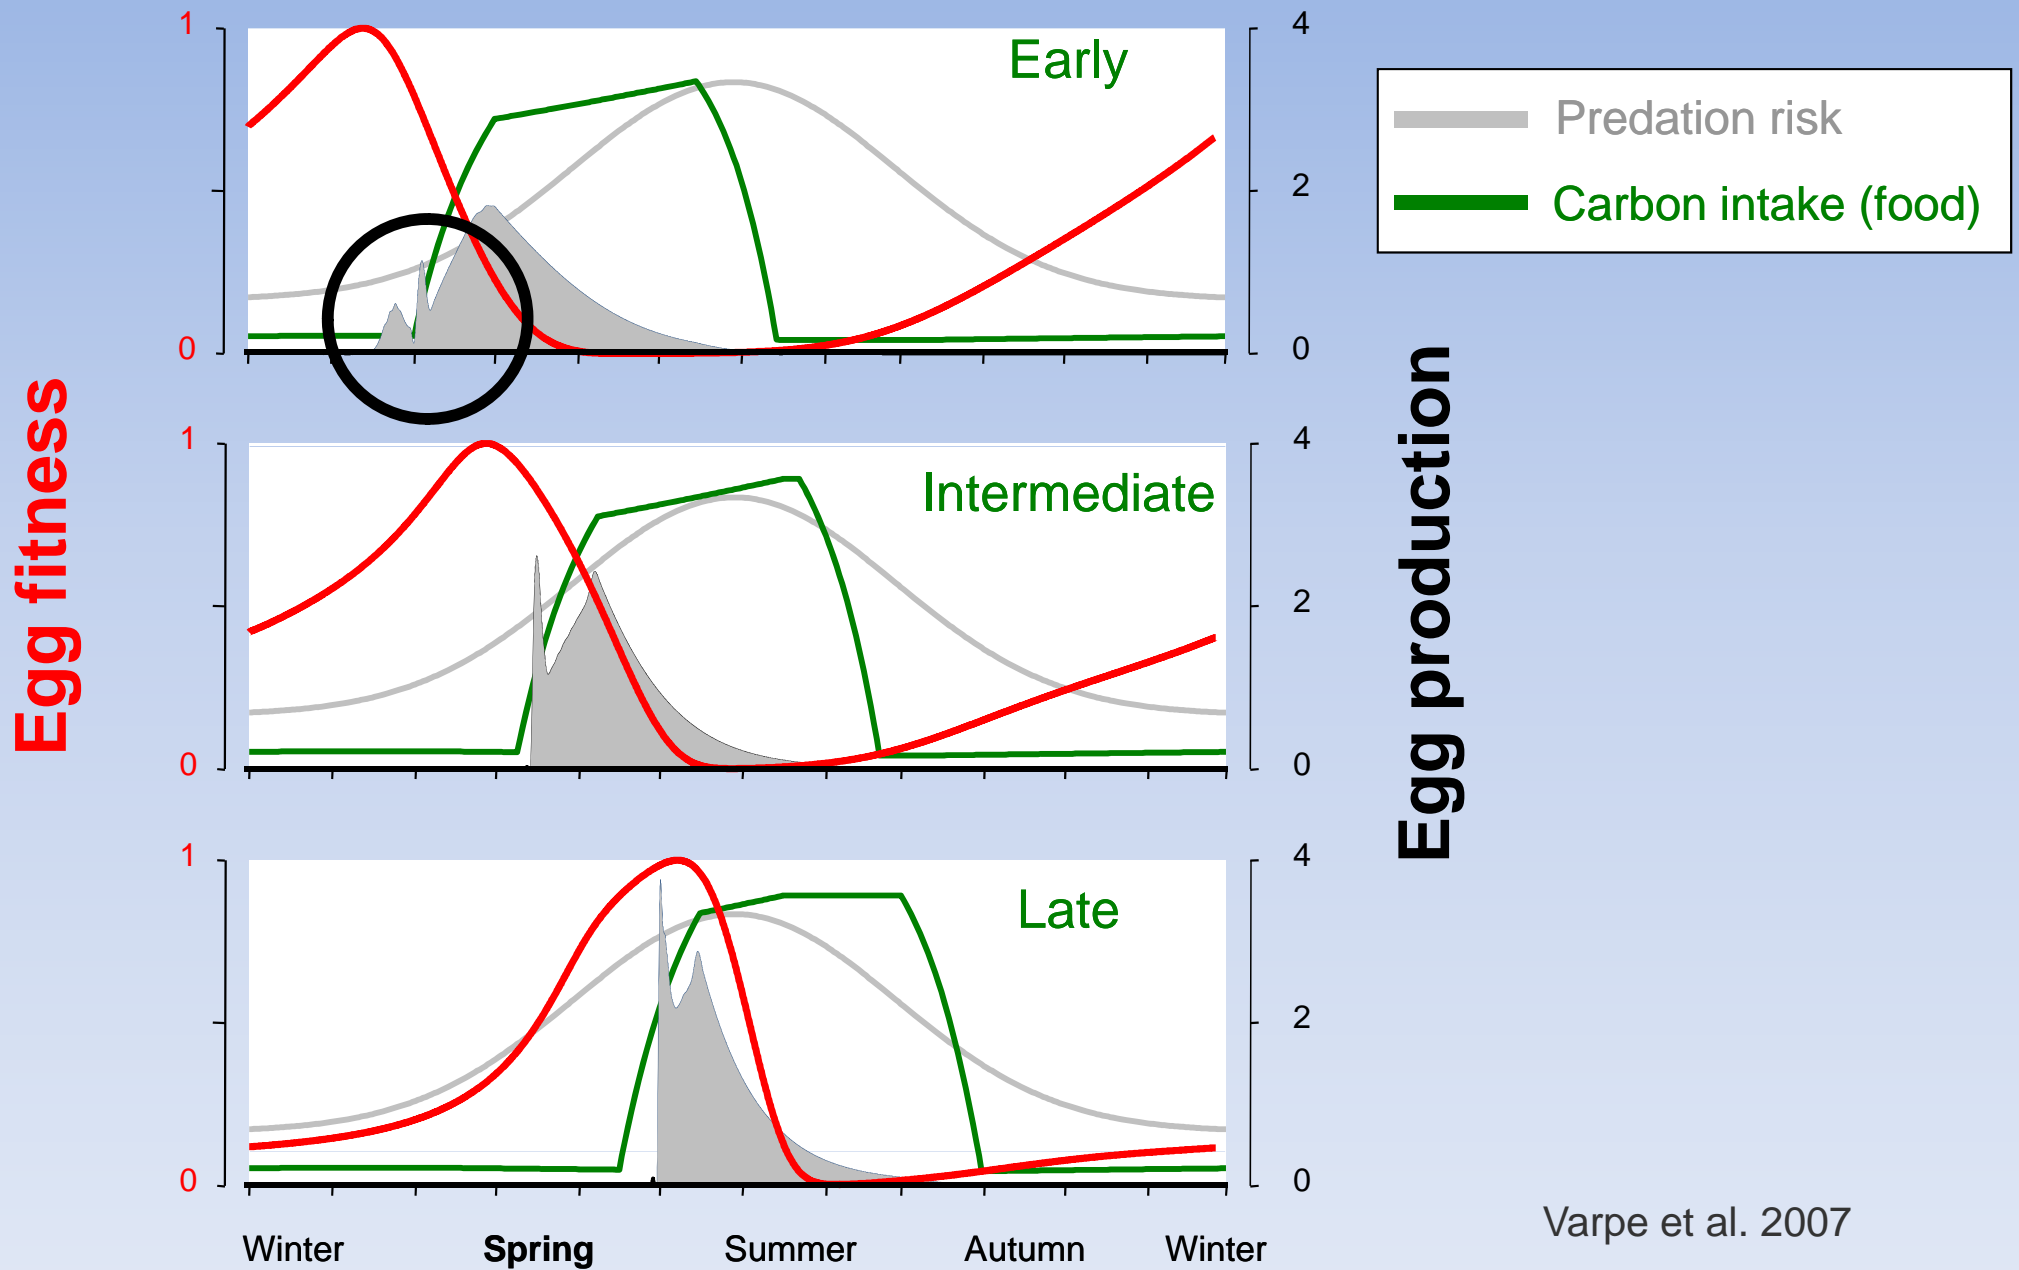 1
4
Early
Predation risk
2
Carbon intake (food)
0
0
Egg fitness
Egg production
1
4
Intermediate
2
0
0
1
4
Late
2
0
0
Winter Spring Summer Autumn Winter
Varpe et al. 2007